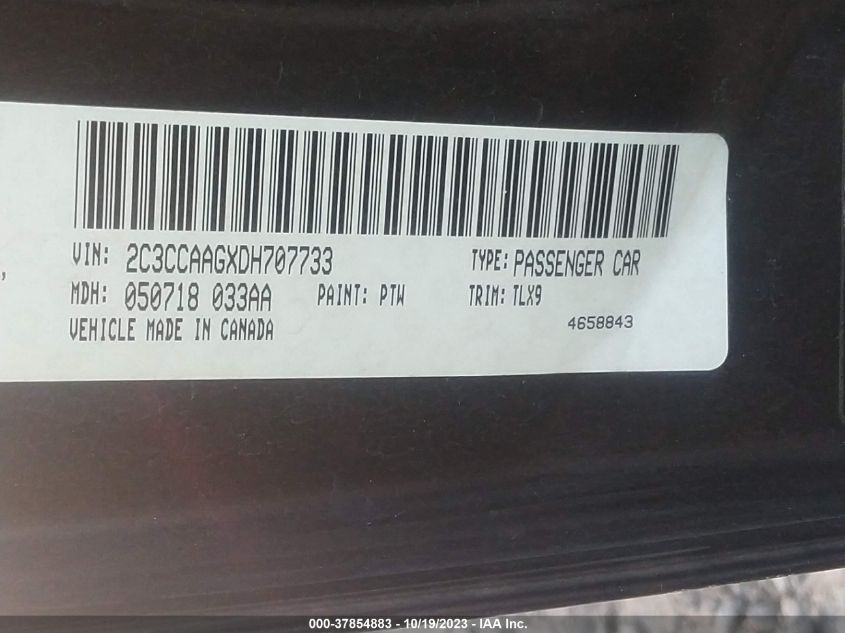 VIN: 2C3CCAAGXDH707733 TYPE: PASSENGER CAR
MDH: 050718 033AA PAINT: PTW TRIM: TLX9
VEHICLE MADE IN CANADA 4658843
000-37854883 - 10/19/2023 - IAA Inc.